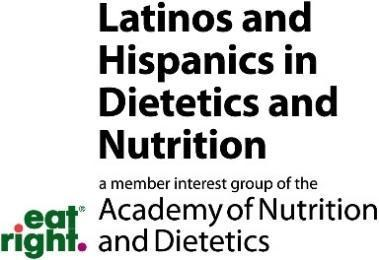 Latinos and
Hispanics in
Dietetics and
Nutrition
a member interest group of the
eat
right.
®
Academy of Nutrition
and Dietetics